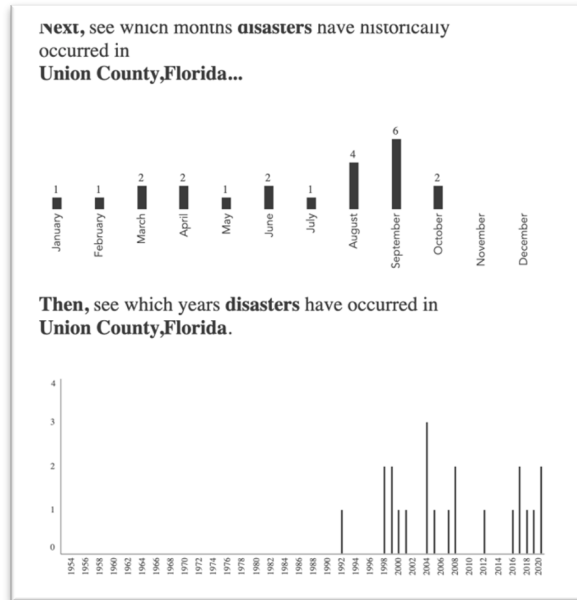 Next, see which months disasters have historically
occurred in
Union County,Florida...
1 1 2 2 1 2 1 4 6 2
January February March April May June July August September October November December
Then, see which years disasters have occurred in
Union County,Florida.
4
3
2
1
0
1954 1956 1958 1960 1962 1964 1966 1968 1970 1972 1974 1976 1978 1980 1982 1984 1986 1988 1990 1992 1994 1996 1998 2000 2002 2004 2006 2008 2010 2012 2014 2016 2018 2020